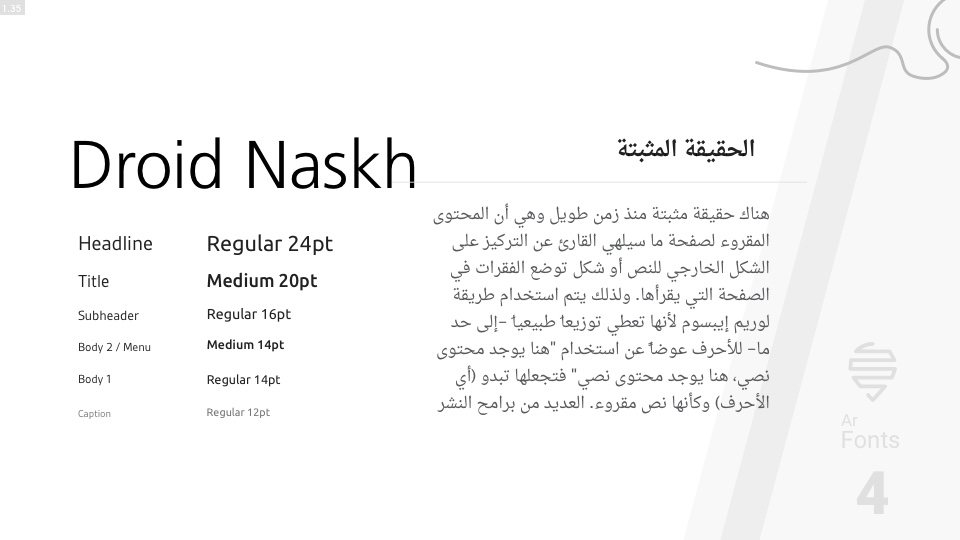 1.35
Droid Naskh
Headline Regular 24pt
Title Medium 20pt
Subheader Regular 16pt
Body 2 / Menu Medium 14pt
Body 1 Regular 14pt
Caption Regular 12pt
الحقيقة المثبتة
هناك حقيقة مثبتة منذ زمن طويل وهي أن المحتوى
المقروء لصفحة ما سيلهي القارئ عن التركيز على
الشكل الخارجي للنص أو شكل توضع الفقرات في
الصفحة التي يقرأها. ولذلك يتم استخدام طريقة
لوريم إيبسوم لأنها تعطي توزيعاَ طبيعياَ -إلى حد
ما- للأحرف عوضاً عن استخدام "هنا يوجد محتوى
نصي، هنا يوجد محتوى نصي" فتجعلها تبدو (أي
الأحرف) وكأنها نص مقروء. العديد من برامح النشر
Ar
Fonts
4